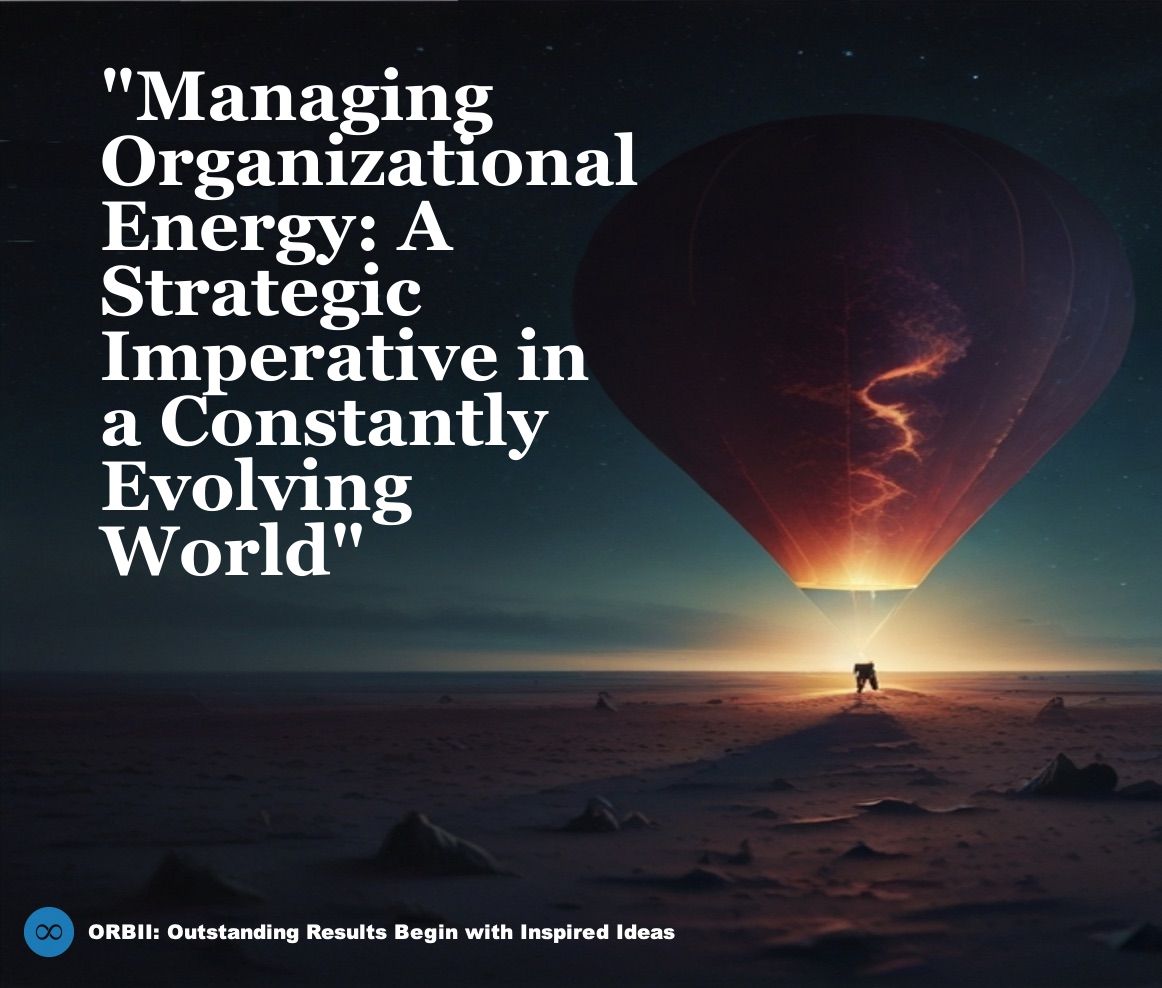 "Managing
Organizational
Energy: A
Strategic
Imperative in
a Constantly
Evolving
World"
ORBII: Outstanding Results Begin with Inspired Ideas